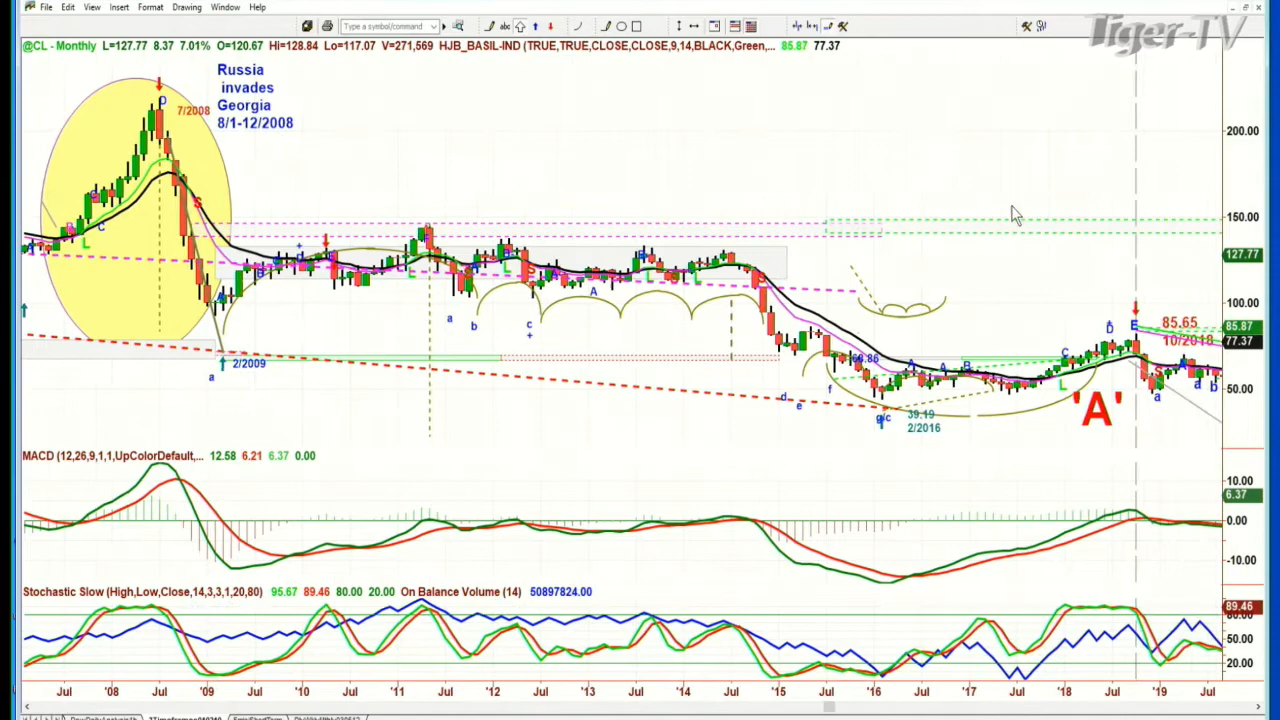 File Edit View Insert Format Drawing Window Help
Type a symbol/command
abc
Tiger-TV
@CL - Monthly L=127.77 8.37 7.01% O=120.67 Hi=128.84 Lo=117.07 V=271,569 HJB_BASIL-IND (TRUE,TRUE,CLOSE,CLOSE,9,14,BLACK,Green,... 85.87 77.37
Russia
invades
Georgia
8/1-12/2008
7/2008
200.00
150.00
127.77
100.00
85.87
77.37
50.00
85.65
10/2018
2/2009
68.86
39.19
2/2016
g/c
'A'
MACD (12,26,9,1,1,UpColorDefault,... 12.58 6.21 6.37 0.00
10.00
6.37
0.00
-10.00
Stochastic Slow (High,Low,Close,14,3,3,1,20,80) 95.67 89.46 80.00 20.00 On Balance Volume (14) 50897824.00
89.46
50.00
20.00
Jul '08 Jul '09 Jul '10 Jul '11 Jul '12 Jul '13 Jul '14 Jul '15 Jul '16 Jul '17 Jul '18 Jul '19 Jul